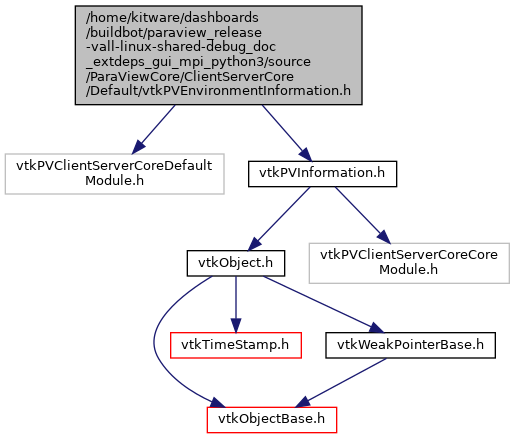 /home/kitware/dashboards
/buildbot/paraview_release
-vall-linux-shared-debug_doc
_extdeps_gui_mpi_python3/source
/ParaViewCore/ClientServerCore
/Default/vtkPVEnvironmentInformation.h
vtkPVClientServerCoreDefault
Module.h
vtkPVInformation.h
vtkObject.h
vtkPVClientServerCoreCore
Module.h
vtkTimeStamp.h
vtkWeakPointerBase.h
vtkObjectBase.h